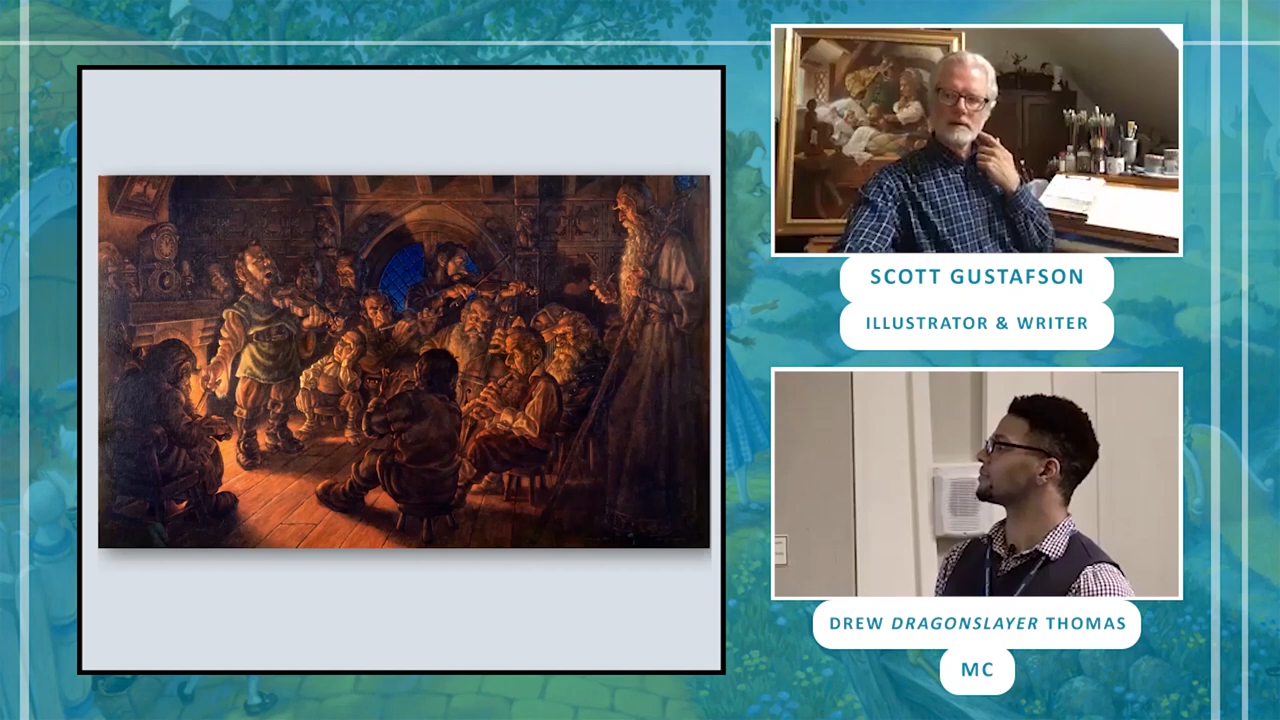 SCOTT GUSTAFSON
ILLUSTRATOR & WRITER
DREW DRAGONSLAYER THOMAS
MC